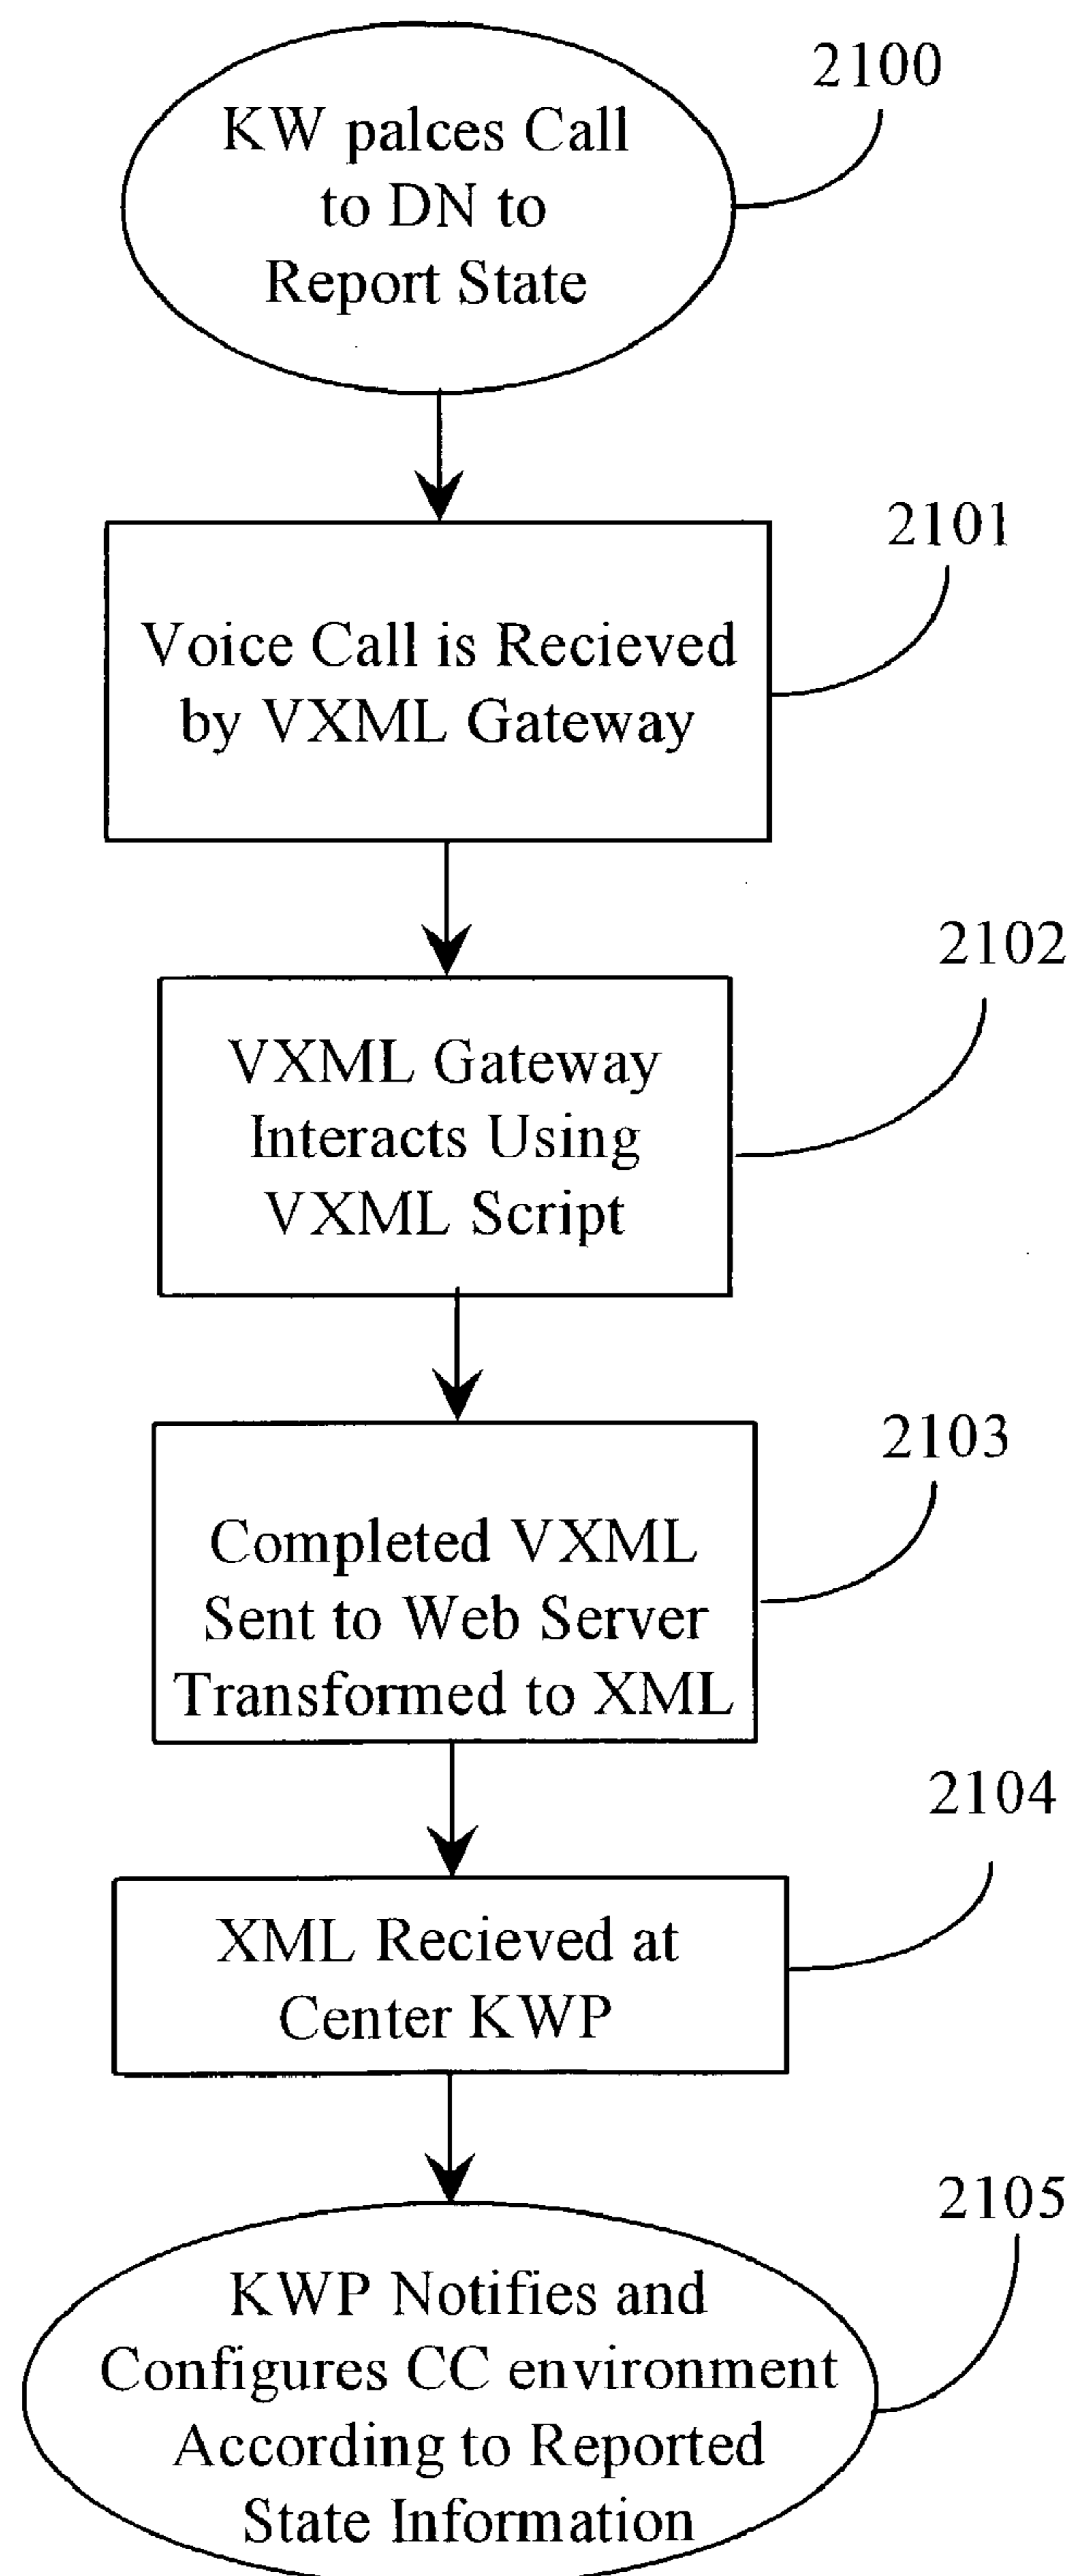 2100
KW palces Call
to DN to
Report State
2101
Voice Call is Recieved
by VXML Gateway
2102
VXML Gateway
Interacts Using
VXML Script
2103
Completed VXML
Sent to Web Server
Transformed to XML
2104
XML Recieved at
Center KWP
2105
KWP Notifies and
Configures CC environment
According to Reported
State Information